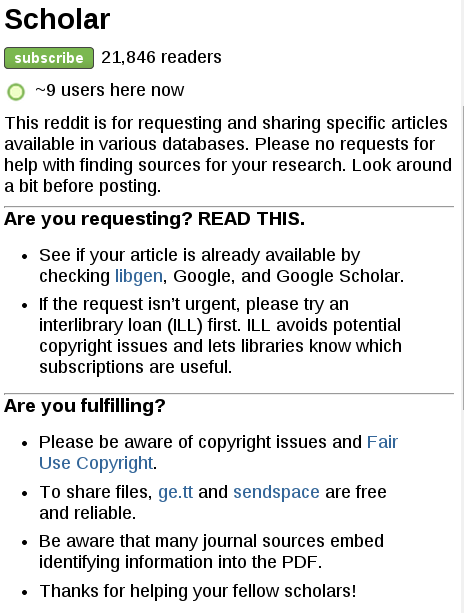 Scholar
subscribe 21,846 readers
~9 users here now
This reddit is for requesting and sharing specific articles
available in various databases. Please no requests for
help with finding sources for your research. Look around
a bit before posting.
Are you requesting? READ THIS.
• See if your article is already available by
checking libgen, Google, and Google Scholar.
• If the request isn't urgent, please try an
interlibrary loan (ILL) first. ILL avoids potential
copyright issues and lets libraries know which
subscriptions are useful.
Are you fulfilling?
• Please be aware of copyright issues and Fair
Use Copyright.
• To share files, ge.tt and sendspace are free
and reliable.
• Be aware that many journal sources embed
identifying information into the PDF.
• Thanks for helping your fellow scholars!